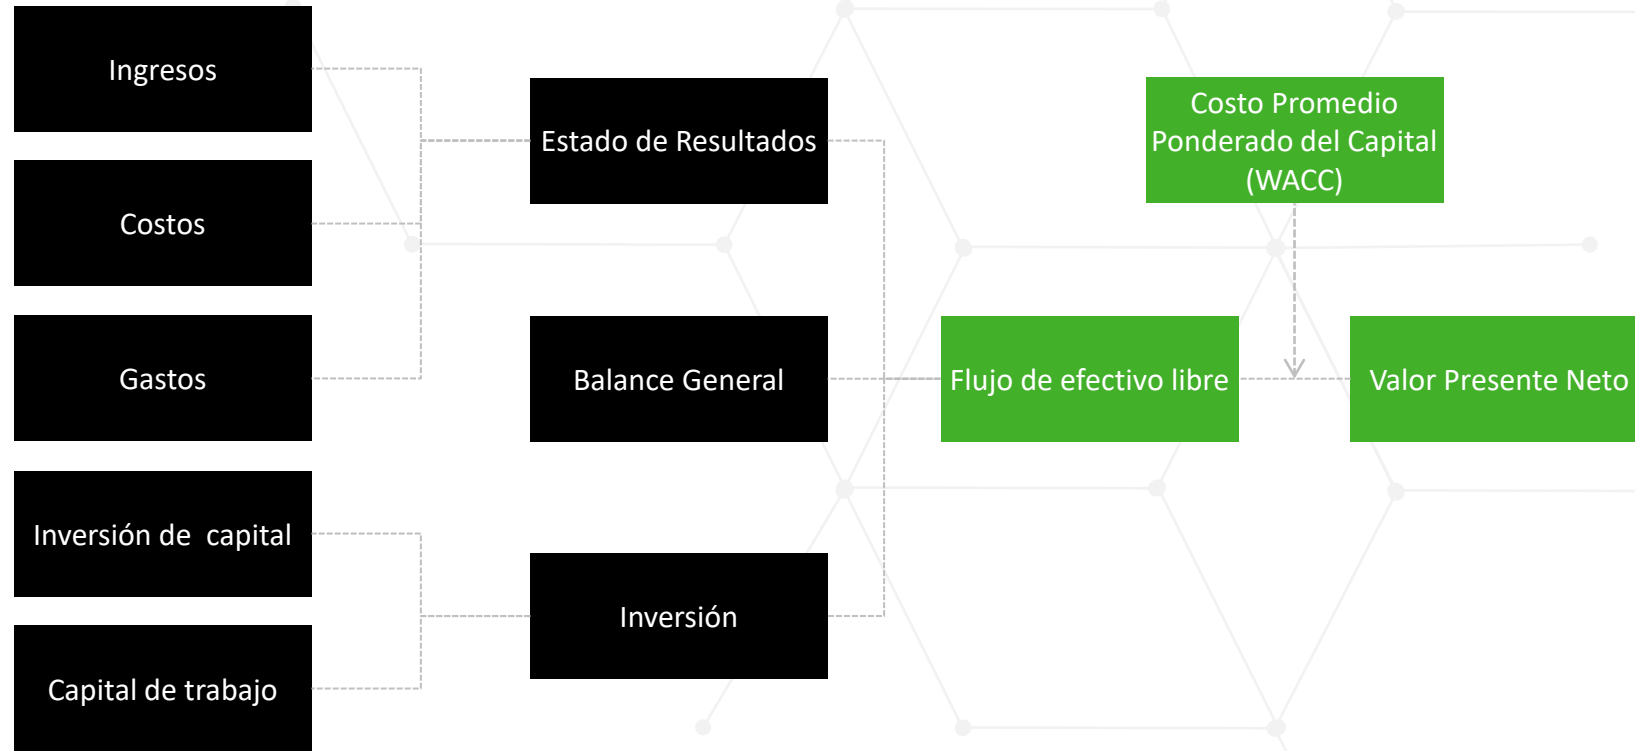 Ingresos
Costos
Gastos
Inversión de  capital
Capital de trabajo
Estado de Resultados
Balance General
Inversión
Flujo de efectivo libre
Costo Promedio
Ponderado del Capital
(WACC)
Valor Presente Neto